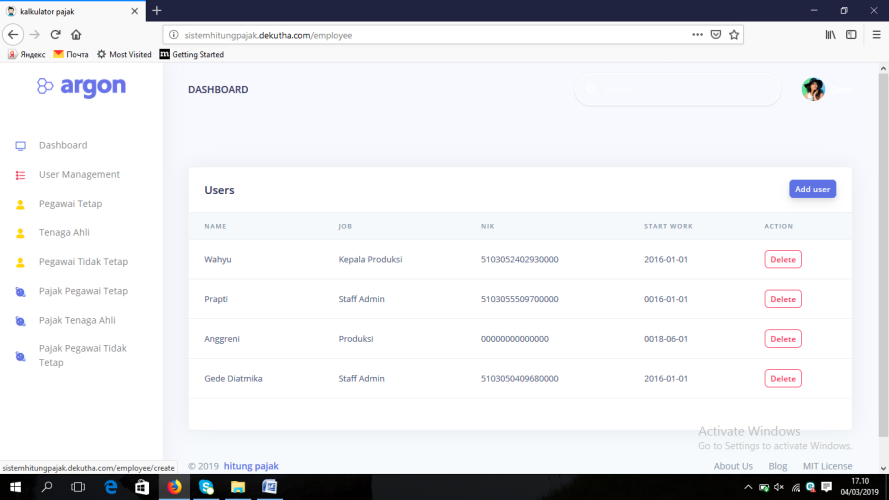 kalkulator pajak
sistemhitungpajak.dekutha.com/employee
Яндекс Почта Most Visited Getting Started
argon
DASHBOARD
Dashboard
User Management
Pegawai Tetap
Tenaga Ahli
Pegawai Tidak Tetap
Pajak Pegawai Tetap
Pajak Tenaga Ahli
Pajak Pegawai Tidak
Tetap
Users Add user
NAME JOB NIK START WORK ACTION
Wahyu Kepala Produksi 5103052402930000 2016-01-01 Delete
Prapti Staff Admin 5103055509700000 0016-01-01 Delete
Anggreni Produksi 00000000000000 0018-06-01 Delete
Gede Diatmika Staff Admin 5103050409680000 2016-01-01 Delete
Activate Windows
Go to Settings to activate Windows.
© 2019 hitung pajak About Us Blog MIT License
sistemhitungpajak.dekutha.com/employee/create
17.10
04/03/2019